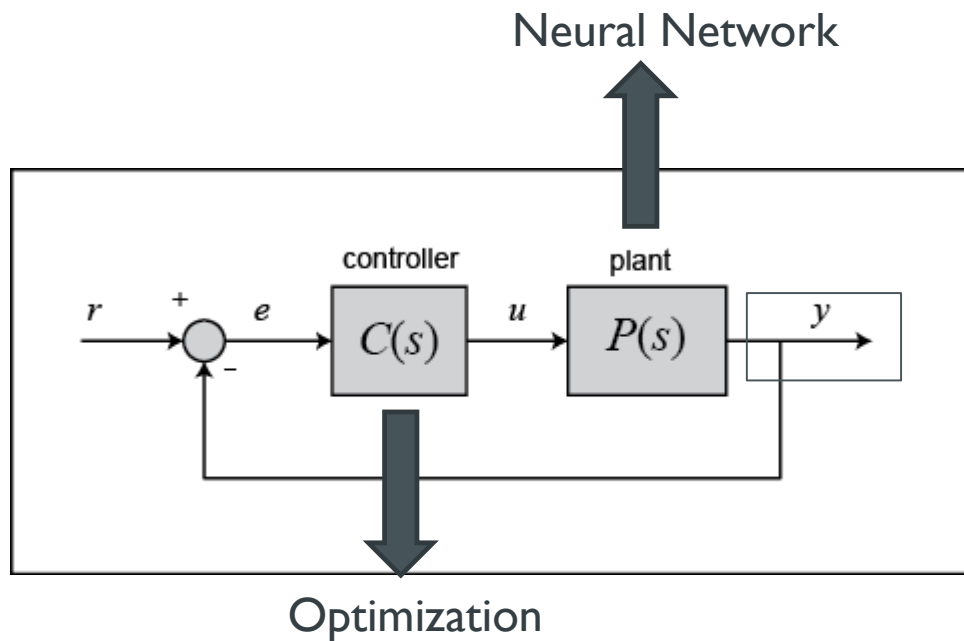 Neural Network
controller
plant
r
+
e
C(s)
u
P(s)
y
-
Optimization